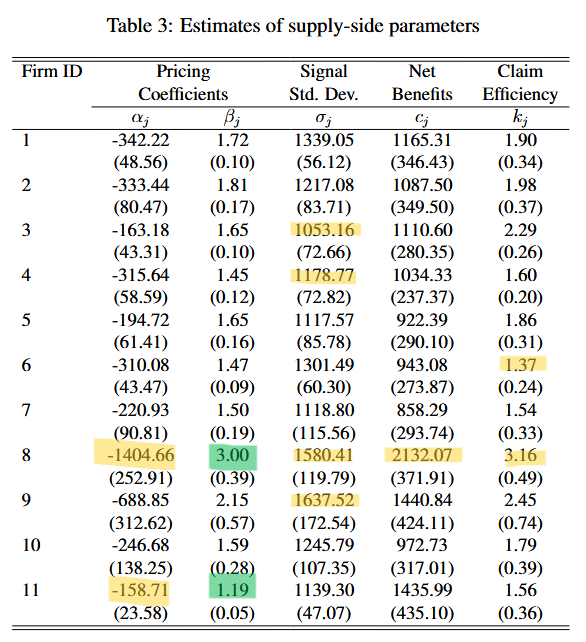 Table 3: Estimates of supply-side parameters
Firm ID Pricing Signal Net Claim
Coefficients Std. Dev. Benefits Efficiency
αj βj σj cj kj
1 -342.22 1.72 1339.05 1165.31 1.90
(48.56) (0.10) (56.12) (346.43) (0.34)
2 -333.44 1.81 1217.08 1087.50 1.98
(80.47) (0.17) (83.71) (349.50) (0.37)
3 -163.18 1.65 1053.16 1110.60 2.29
(43.31) (0.10) (72.66) (280.35) (0.26)
4 -315.64 1.45 1178.77 1034.33 1.60
(58.59) (0.12) (72.82) (237.37) (0.20)
5 -194.72 1.65 1117.57 922.39 1.86
(61.41) (0.16) (85.78) (290.10) (0.31)
6 -310.08 1.47 1301.49 943.08 1.37
(43.47) (0.09) (60.30) (273.87) (0.24)
7 -220.93 1.50 1118.80 858.29 1.54
(90.81) (0.19) (115.56) (293.74) (0.33)
8 -1404.66 3.00 1580.41 2132.07 3.16
(252.91) (0.39) (119.79) (371.91) (0.49)
9 -688.85 2.15 1637.52 1440.84 2.45
(312.62) (0.57) (172.54) (424.11) (0.74)
10 -246.68 1.59 1245.79 972.73 1.79
(138.25) (0.28) (107.35) (317.01) (0.39)
11 -158.71 1.19 1139.30 1435.99 1.56
(23.58) (0.05) (47.07) (435.10) (0.36)